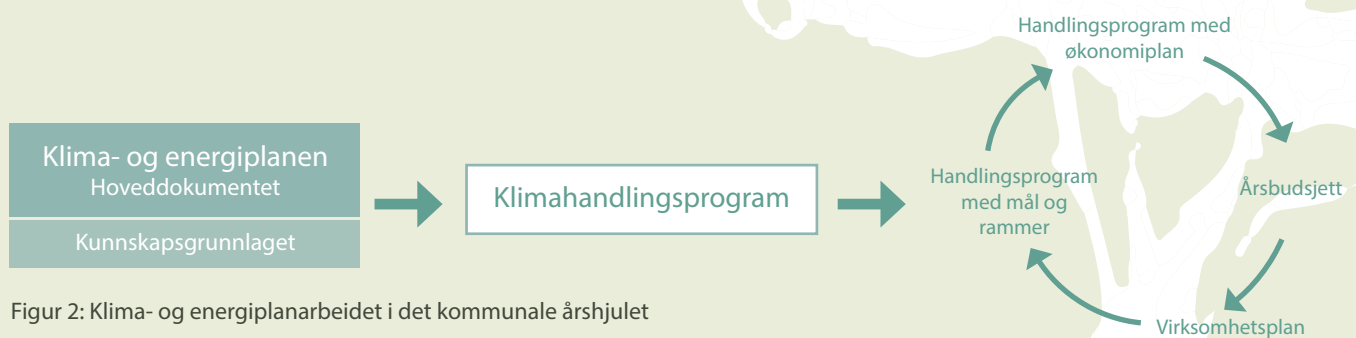 Klima- og energiplanen
Hoveddokumentet
Kunnskapsgrunnlaget
Klimahandlingsprogram
Handlingsprogram med
økonomiplan
Årsbudsjett
Virksomhetsplan
Handlingsprogram
med mål og
rammer
Figur 2: Klima- og energiplanarbeidet i det kommunale årshjulet